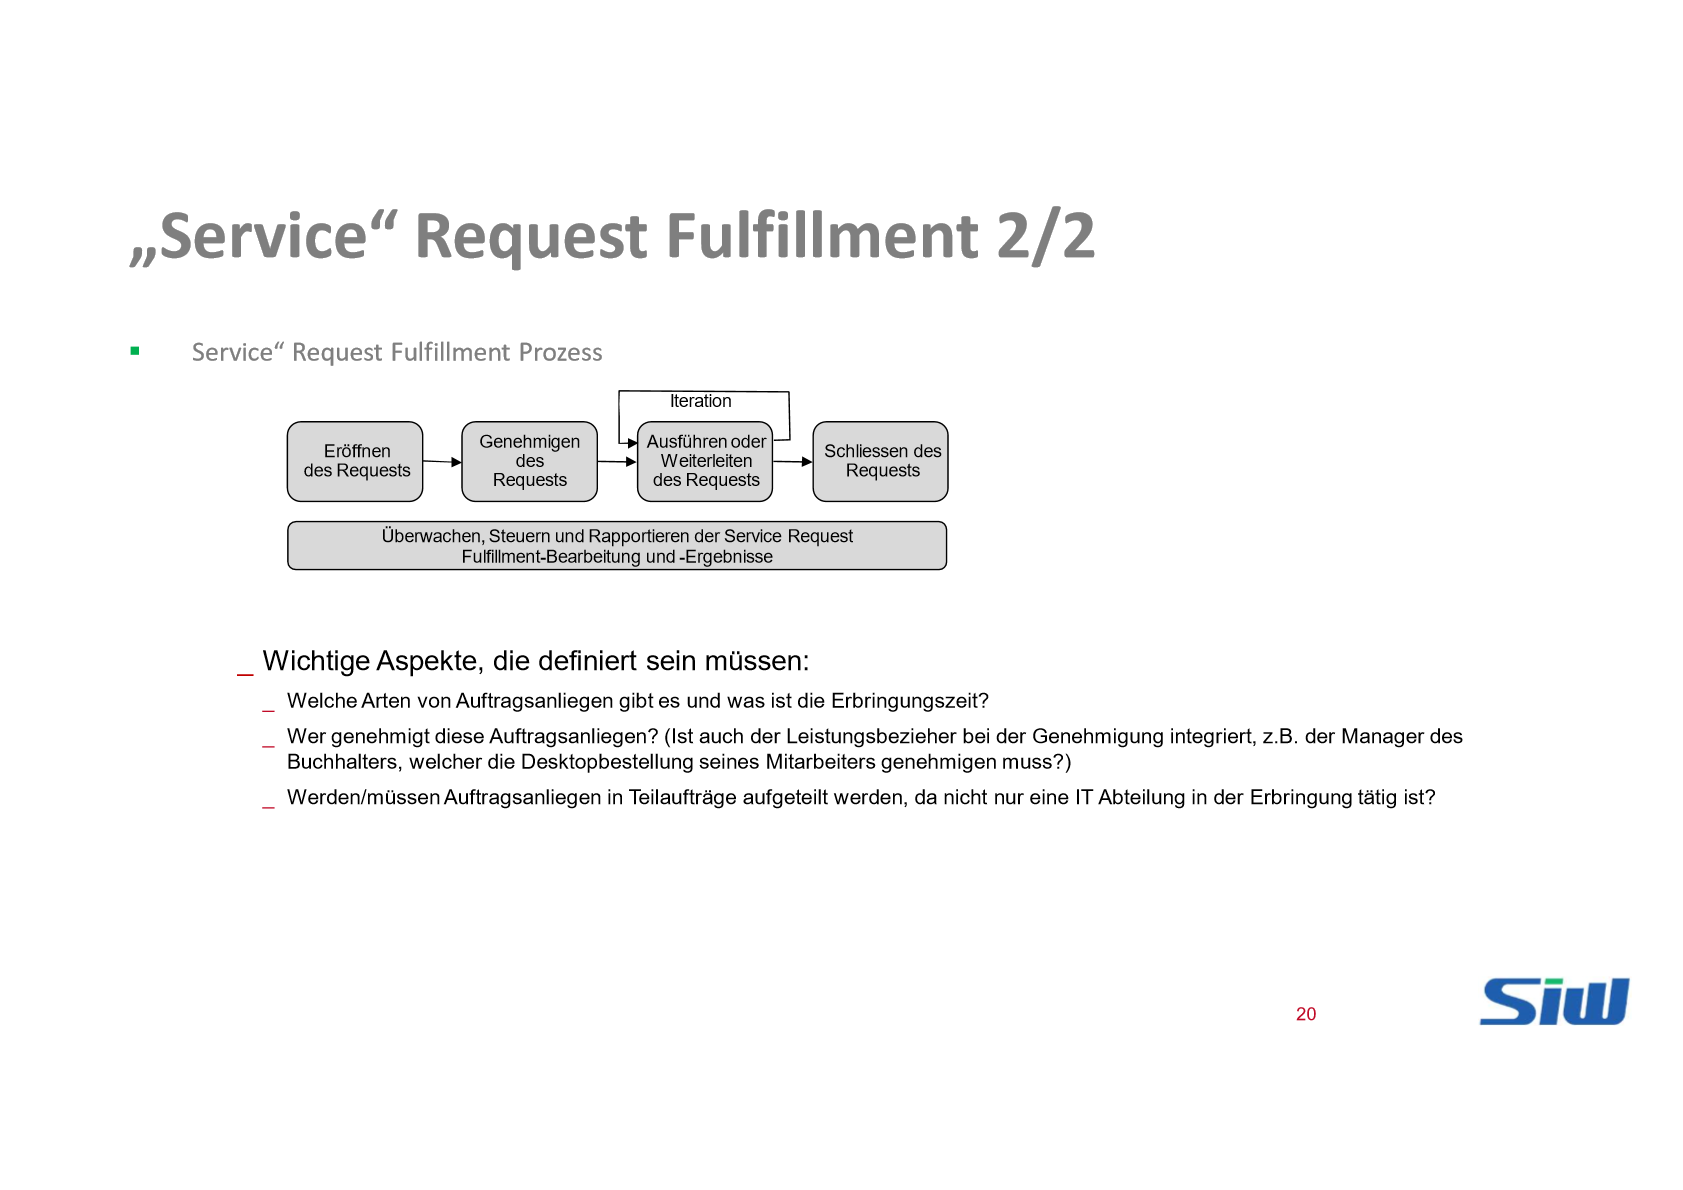 „Service“ Request Fulfillment 2/2
Service“ Request Fulfillment Prozess
Iteration
Eröffnen
des Requests
Genehmigen
des
Requests
Ausführen oder
Weiterleiten
des Requests
Schliessen des
Requests
Überwachen, Steuern und Rapportieren der Service Request
Fulfillment-Bearbeitung und -Ergebnisse
_ Wichtige Aspekte, die definiert sein müssen:
_ Welche Arten von Auftragsanliegen gibt es und was ist die Erbringungszeit?
_ Wer genehmigt diese Auftragsanliegen? (Ist auch der Leistungsbezieher bei der Genehmigung integriert, z.B. der Manager des
Buchhalters, welcher die Desktopbestellung seines Mitarbeiters genehmigen muss?)
_ Werden/müssen Auftragsanliegen in Teilaufträge aufgeteilt werden, da nicht nur eine IT Abteilung in der Erbringung tätig ist?
20
Siw